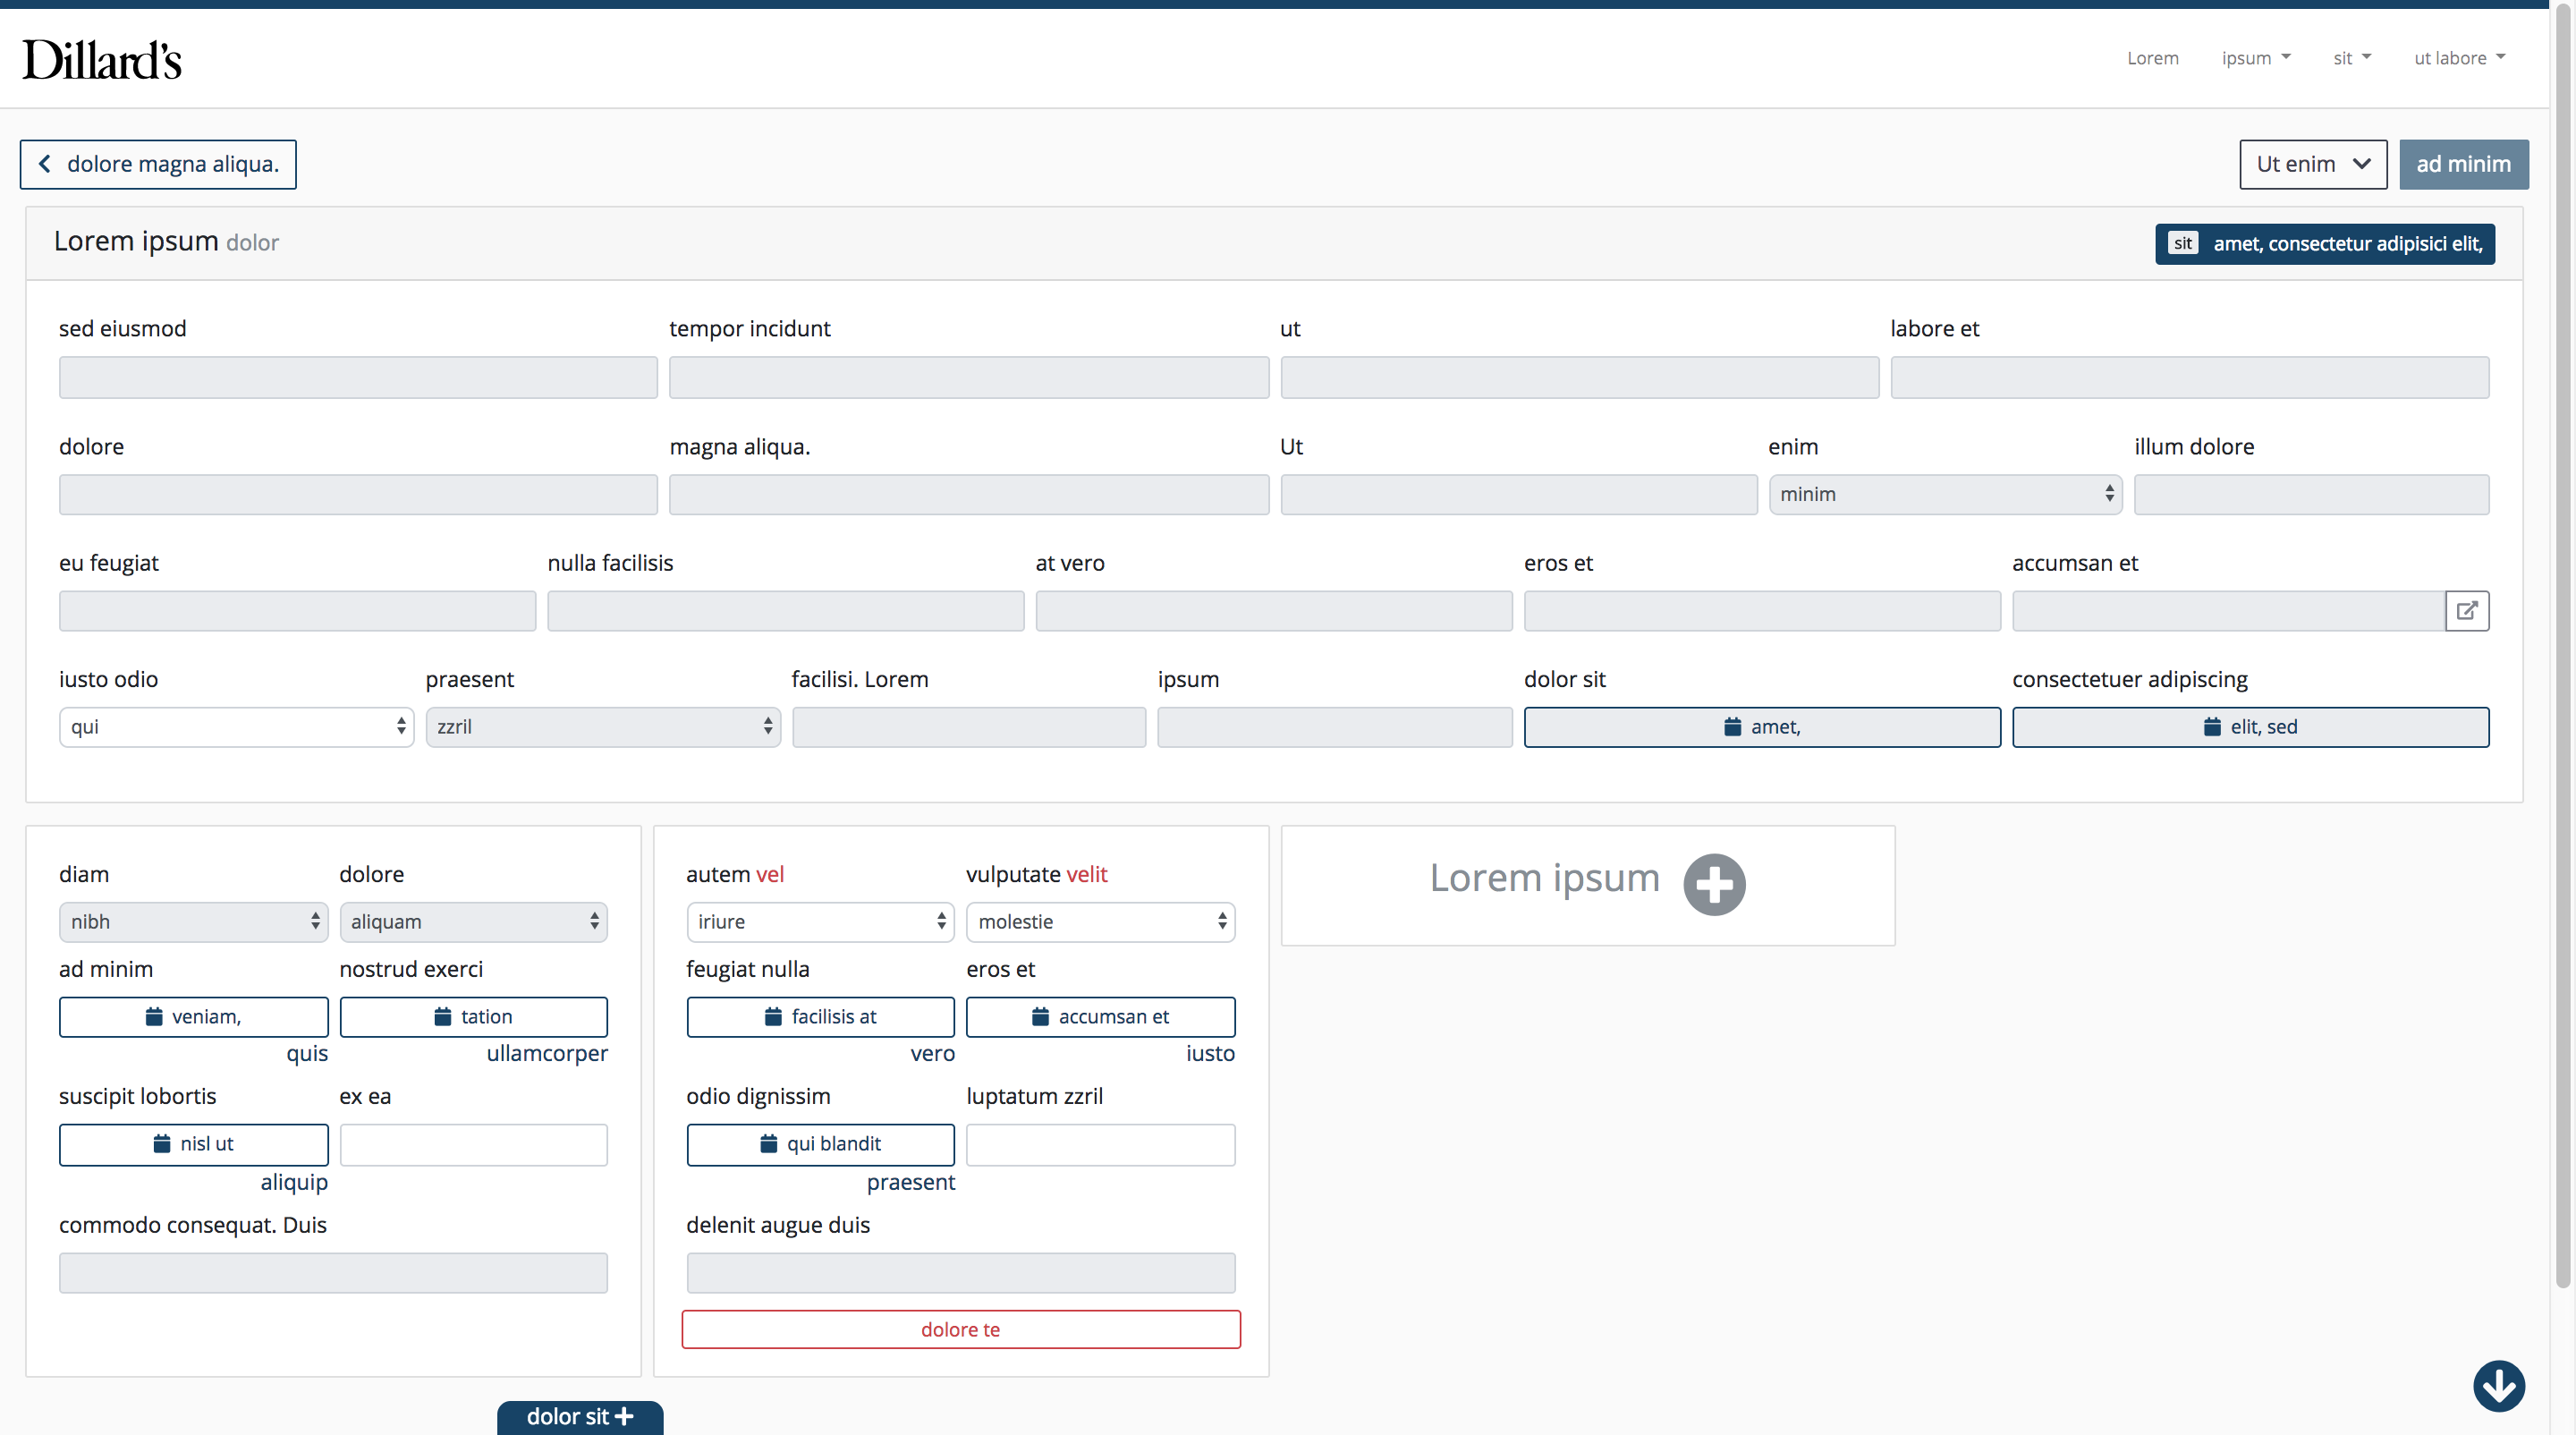 Dillard's
Lorem ipsum sit ut labore
dolore magna aliqua. Ut enim ad minim
Lorem ipsum dolor sit amet, consectetur adipisici elit,
sed eiusmod tempor incidunt ut labore et
dolore magna aliqua. Ut enim illum dolore
minim
eu feugiat nulla facilisis at vero eros et accumsan et
iusto odio praesent facilisi. Lorem ipsum dolor sit consectetuer adipiscing
qui zzril amet, elit, sed
diam dolore
nibh aliquam
ad minim nostrud exerci
veniam, tation
quis ullamcorper
suscipit lobortis ex ea
nisl ut
aliquip
commodo consequat. Duis
autem vel vulputate velit
iriure molestie
feugiat nulla eros et
facilisis at accumsan et
vero iusto
odio dignissim luptatum zzril
qui blandit
praesent
delenit augue duis
dolore te
Lorem ipsum
dolor sit